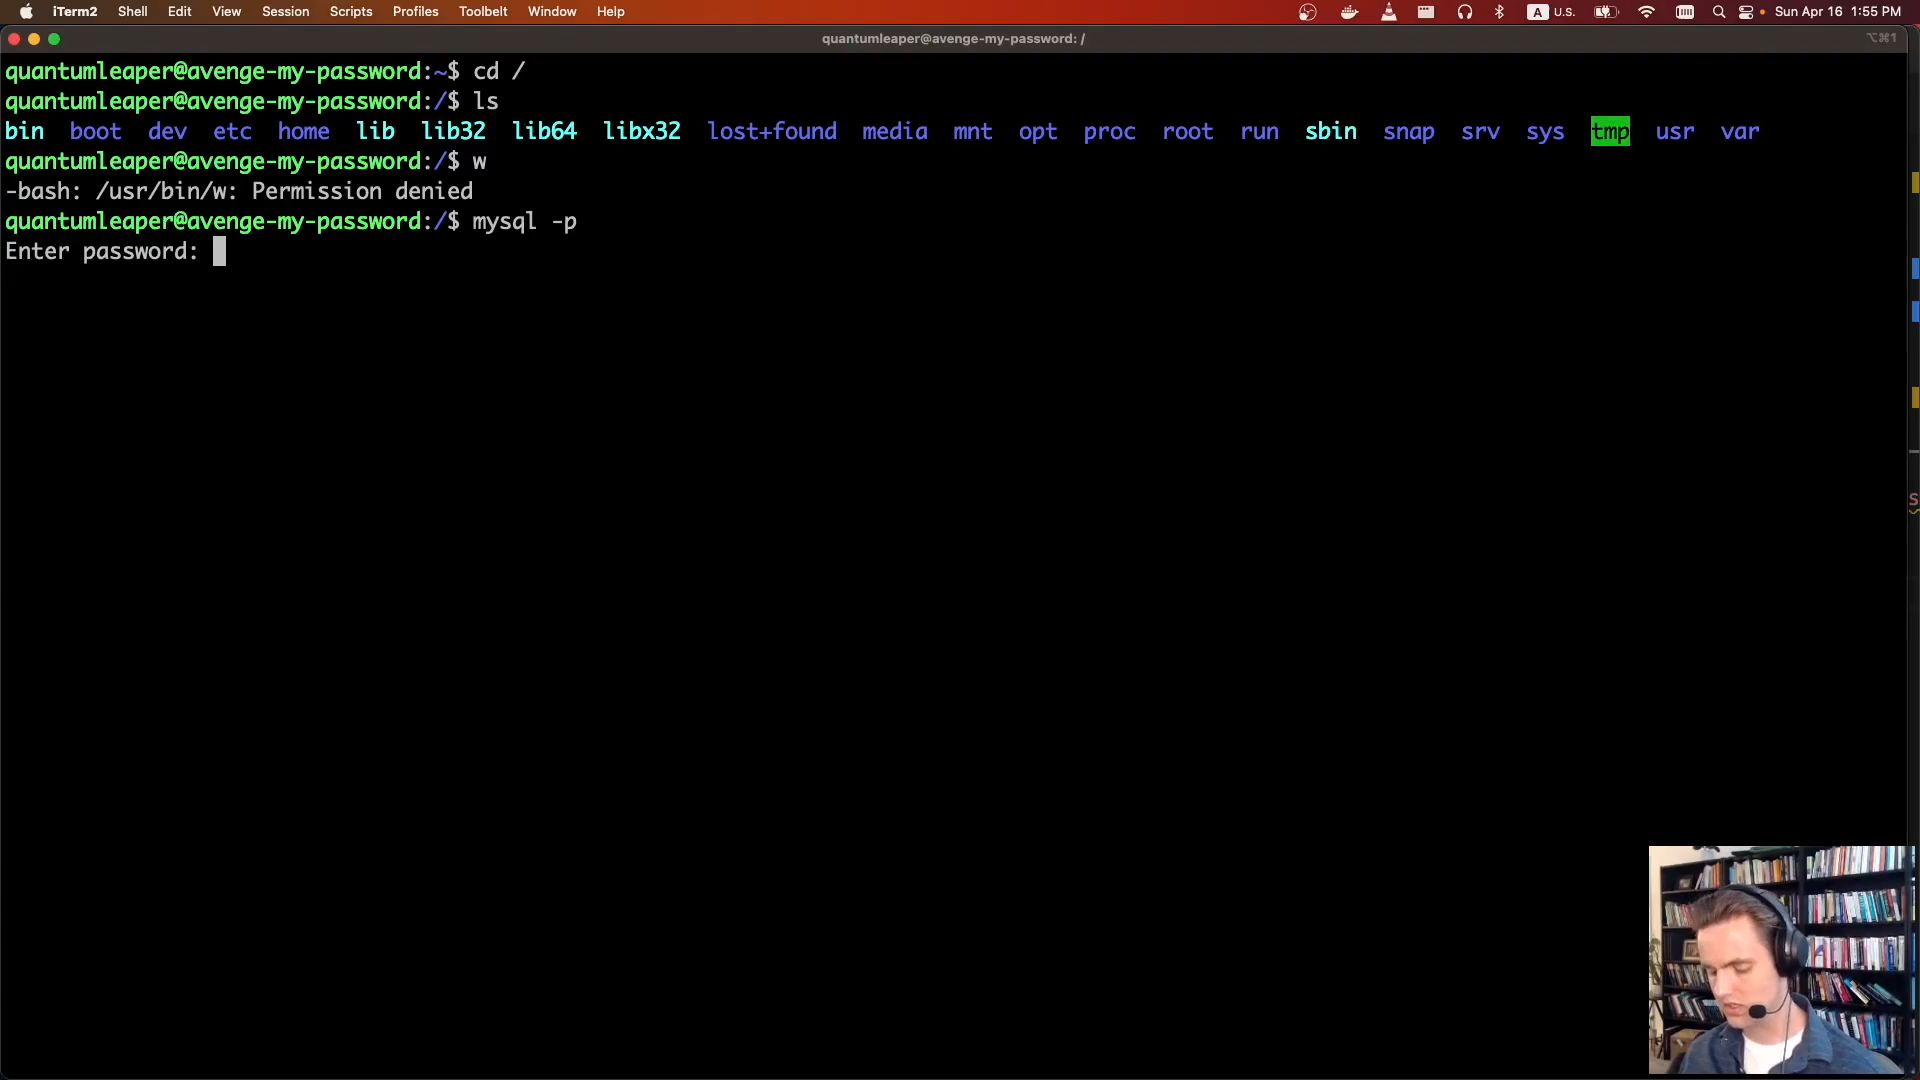 iTerm2 Shell Edit View Session Scripts Profiles Toolbelt Window Help A U.S. Sun Apr 16 1:55 PM
quantumleaper@avenge-my-password: / ⌥⌘1
quantumleaper@avenge-my-password:~$ cd /
quantumleaper@avenge-my-password:/$ ls
bin boot dev etc home lib lib32 lib64 libx32 lost+found media mnt opt proc root run sbin snap srv sys tmp usr var
quantumleaper@avenge-my-password:/$ w
-bash: /usr/bin/w: Permission denied
quantumleaper@avenge-my-password:/$ mysql -p
Enter password:
S